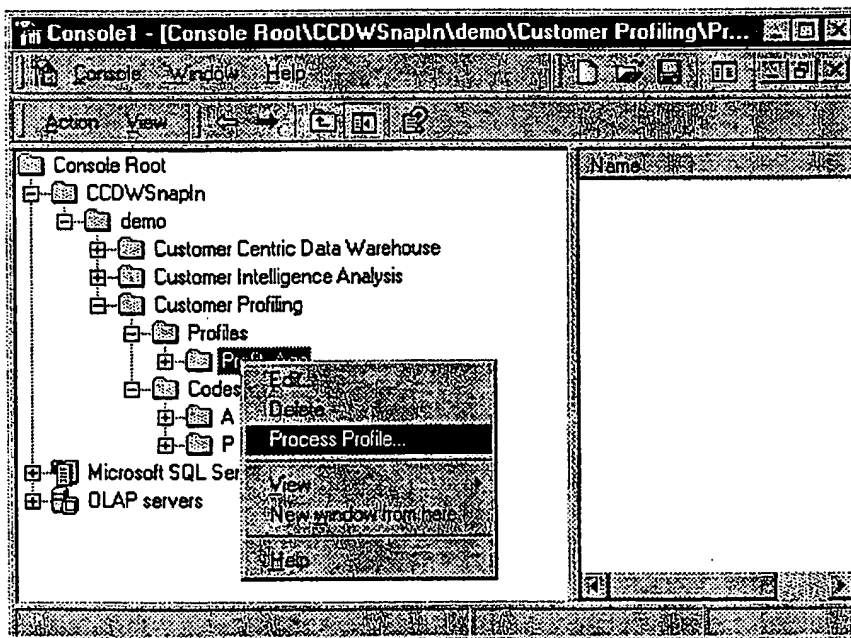 Console1 - [Console Root\CCDWSnapIn\demo\Customer Profiling\Pr...
Console Window Help
Action View
Console Root
CCDWSnapIn
demo
Customer Centric Data Warehouse
Customer Intelligence Analysis
Customer Profiling
Profiles
Codes
A
P
Microsoft SQL Ser
OLAP servers
Edit...
Delete
Process Profile...
View
New window from here
Help
Name